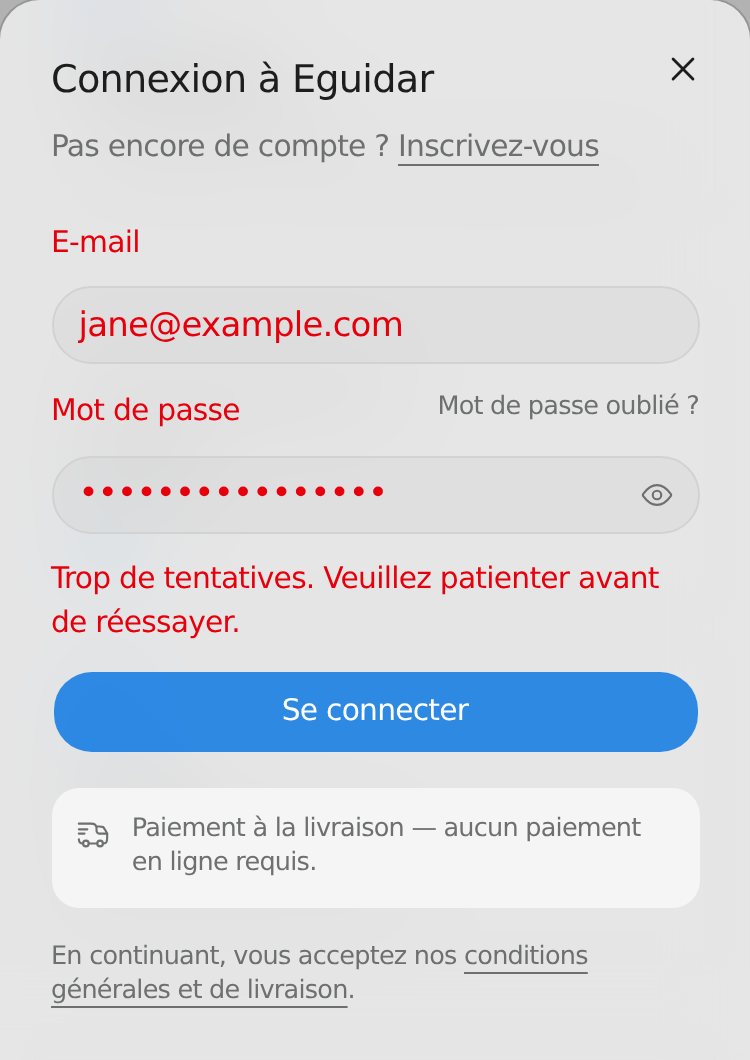 Connexion à Eguidar
Pas encore de compte ? Inscrivez-vous
E-mail
jane@example.com
Mot de passe
Mot de passe oublié ?
Trop de tentatives. Veuillez patienter avant
de réessayer.
Se connecter
Paiement à la livraison — aucun paiement
en ligne requis.
En continuant, vous acceptez nos conditions
générales et de livraison.